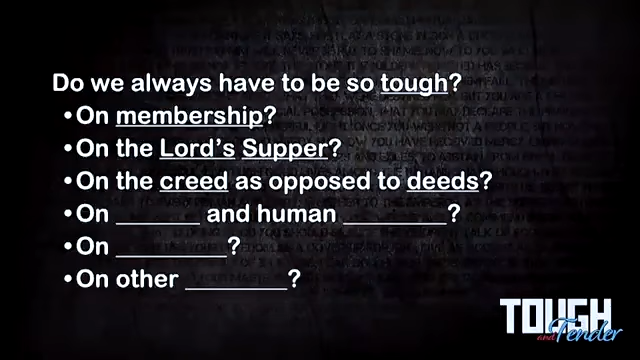 Do we always have to be so tough?
•On membership?
•On the Lord's Supper?
•On the creed as opposed to deeds?
•On _______ and human _________?
•On _________?
•On other ________?
TOUGH
and Tender